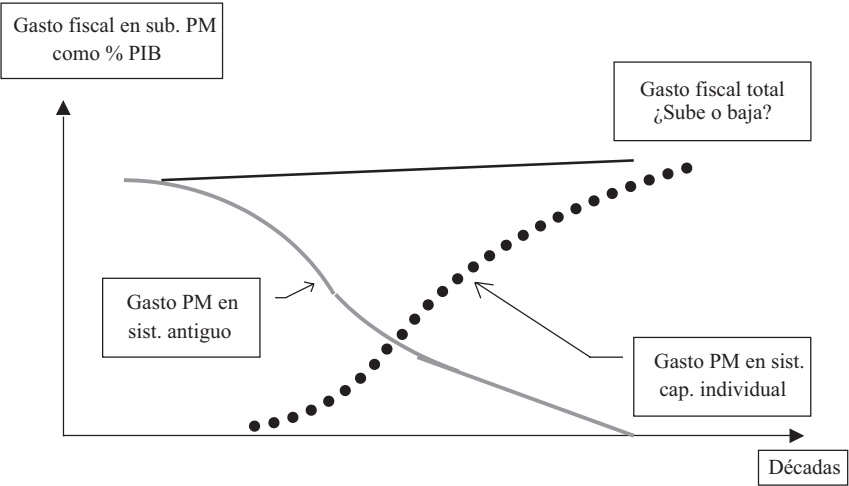 Gasto fiscal en sub. PM
como % PIB
Gasto fiscal total
¿Sube o baja?
Gasto PM en
sist. antiguo
Gasto PM en sist.
cap. individual
Décadas